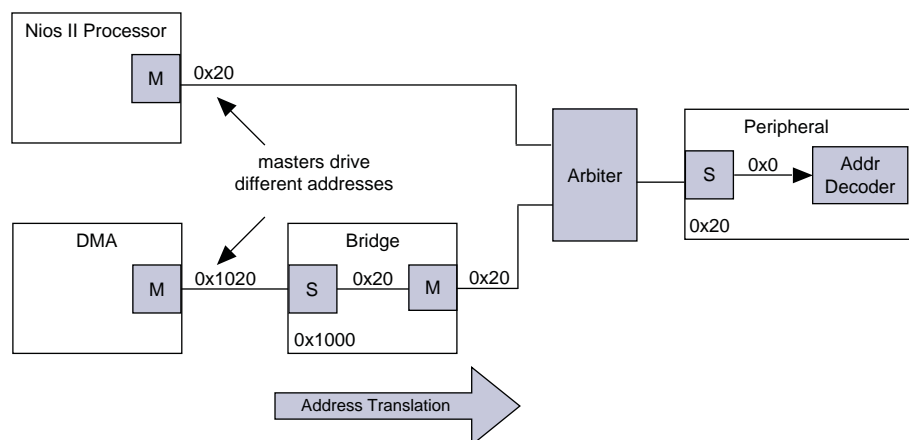 Nios II Processor
M
0x20
masters drive
different addresses
Arbiter
Peripheral
S
0x0
Addr
Decoder
0x20
DMA
M
0x1020
Bridge
S
0x20
M
0x20
0x1000
Address Translation